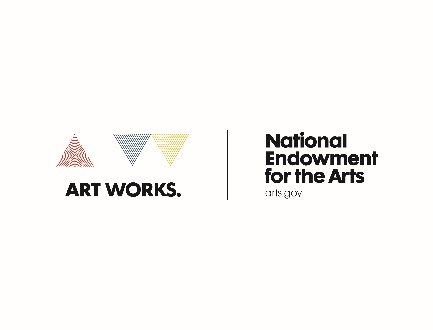 ART WORKS.
National
Endowment
for the Arts
arts.gov